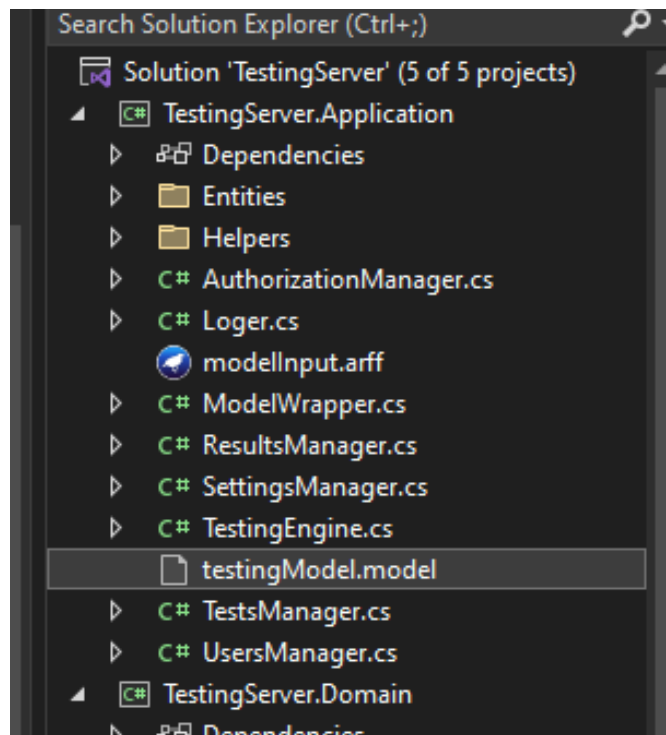 Search Solution Explorer (Ctrl+;)
Solution 'TestingServer' (5 of 5 projects)
C# TestingServer.Application
Dependencies
Entities
Helpers
C# AuthorizationManager.cs
C# Loger.cs
modelInput.arff
C# ModelWrapper.cs
C# ResultsManager.cs
C# SettingsManager.cs
C# TestingEngine.cs
testingModel.model
C# TestsManager.cs
C# UsersManager.cs
C# TestingServer.Domain
Dependencies